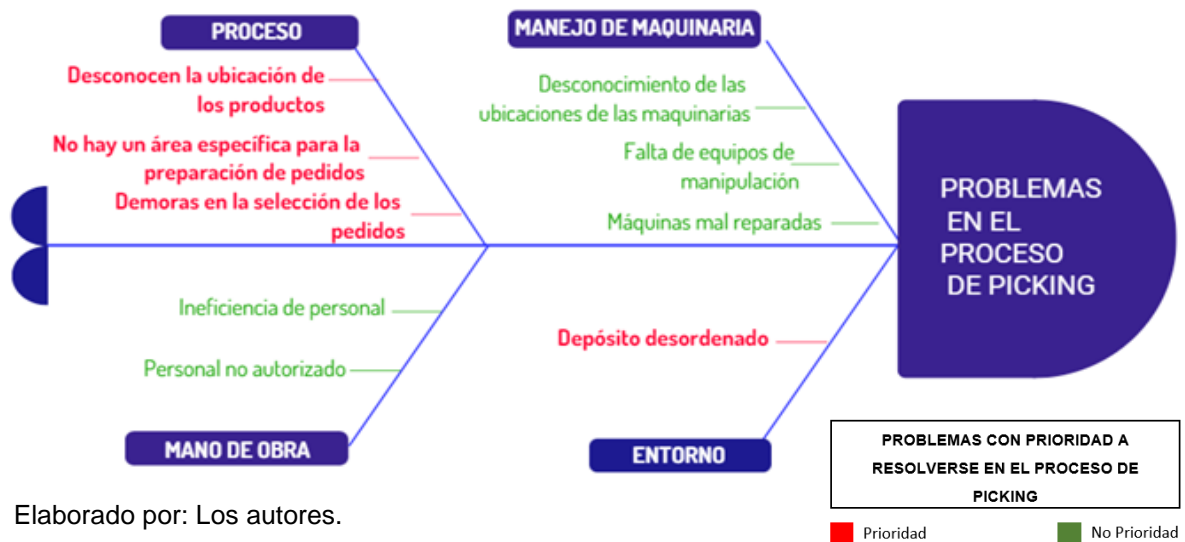 PROCESO
Desconocen la ubicación de
los productos
No hay un área específica para la
preparación de pedidos
Demoras en la selección de los
pedidos
MANEJO DE MAQUINARIA
Desconocimiento de las
ubicaciones de las maquinarias
Falta de equipos de
manipulación
Máquinas mal reparadas
PROBLEMAS
EN EL
PROCESO
DE PICKING
Ineficiencia de personal
Personal no autorizado
MANO DE OBRA
Depósito desordenado
ENTORNO
PROBLEMAS CON PRIORIDAD A
RESOLVERSE EN EL PROCESO DE
PICKING
Prioridad
No Prioridad
Elaborado por: Los autores.